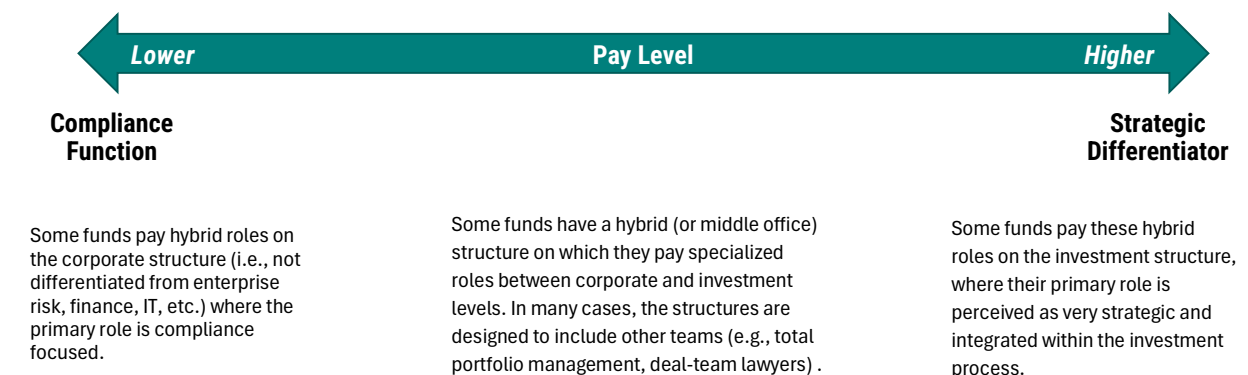 Lower
Pay Level
Higher
Compliance
Function
Strategic
Differentiator
Some funds pay hybrid roles on
the corporate structure (i.e., not
differentiated from enterprise
risk, finance, IT, etc.) where the
primary role is compliance
focused.
Some funds have a hybrid (or middle office)
structure on which they pay specialized
roles between corporate and investment
levels. In many cases, the structures are
designed to include other teams (e.g., total
portfolio management, deal-team lawyers) .
Some funds pay these hybrid
roles on the investment structure,
where their primary role is
perceived as very strategic and
integrated within the investment
process.